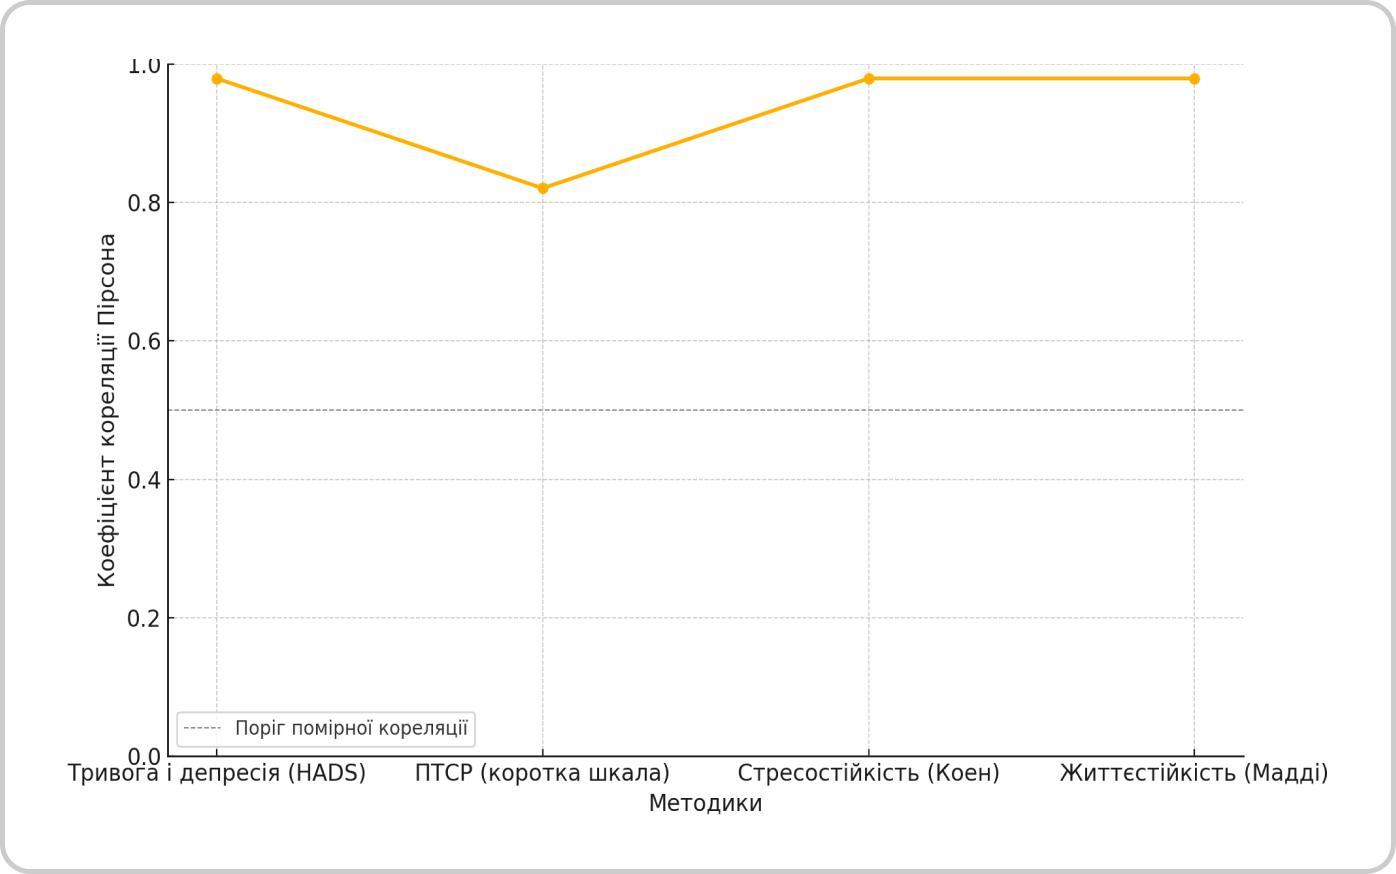 1.0
0.8
0.6
0.4
0.2
0.0
Коефіцієнт кореляції Пірсона
Поріг помірної кореляції
Тривога і депресія (HADS)
ПТСР (коротка шкала)
Стресостійкість (Коен)
Життєстійкість (Мадді)
Методики